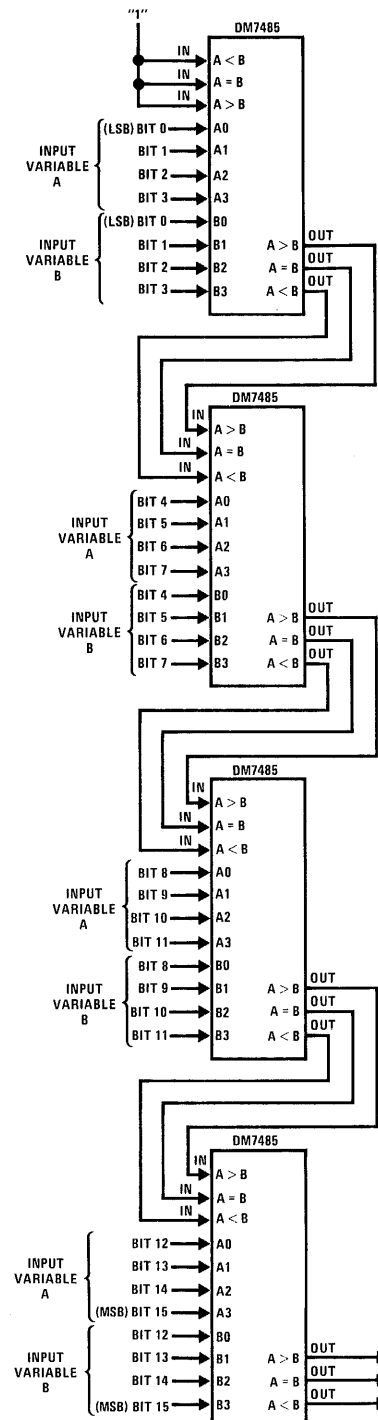 "1"
DM7485
IN A < B
IN A = B
IN A > B
INPUT VARIABLE A
(LSB) BIT 0 A0
BIT 1 A1
BIT 2 A2
BIT 3 A3
INPUT VARIABLE B
(LSB) BIT 0 B0
BIT 1 B1 A > B OUT
BIT 2 B2 A = B OUT
BIT 3 B3 A < B OUT
DM7485
IN A > B
IN A = B
IN A < B
INPUT VARIABLE A
BIT 4 A0
BIT 5 A1
BIT 6 A2
BIT 7 A3
INPUT VARIABLE B
BIT 4 B0
BIT 5 B1 A > B OUT
BIT 6 B2 A = B OUT
BIT 7 B3 A < B OUT
DM7485
IN A > B
IN A = B
IN A < B
INPUT VARIABLE A
BIT 8 A0
BIT 9 A1
BIT 10 A2
BIT 11 A3
INPUT VARIABLE B
BIT 8 B0
BIT 9 B1 A > B OUT
BIT 10 B2 A = B OUT
BIT 11 B3 A < B OUT
DM7485
IN A > B
IN A = B
IN A < B
INPUT VARIABLE A
BIT 12 A0
BIT 13 A1
BIT 14 A2
(MSB) BIT 15 A3
INPUT VARIABLE B
BIT 12 B0
BIT 13 B1 A > B OUT
BIT 14 B2 A = B OUT
(MSB) BIT 15 B3 A < B OUT